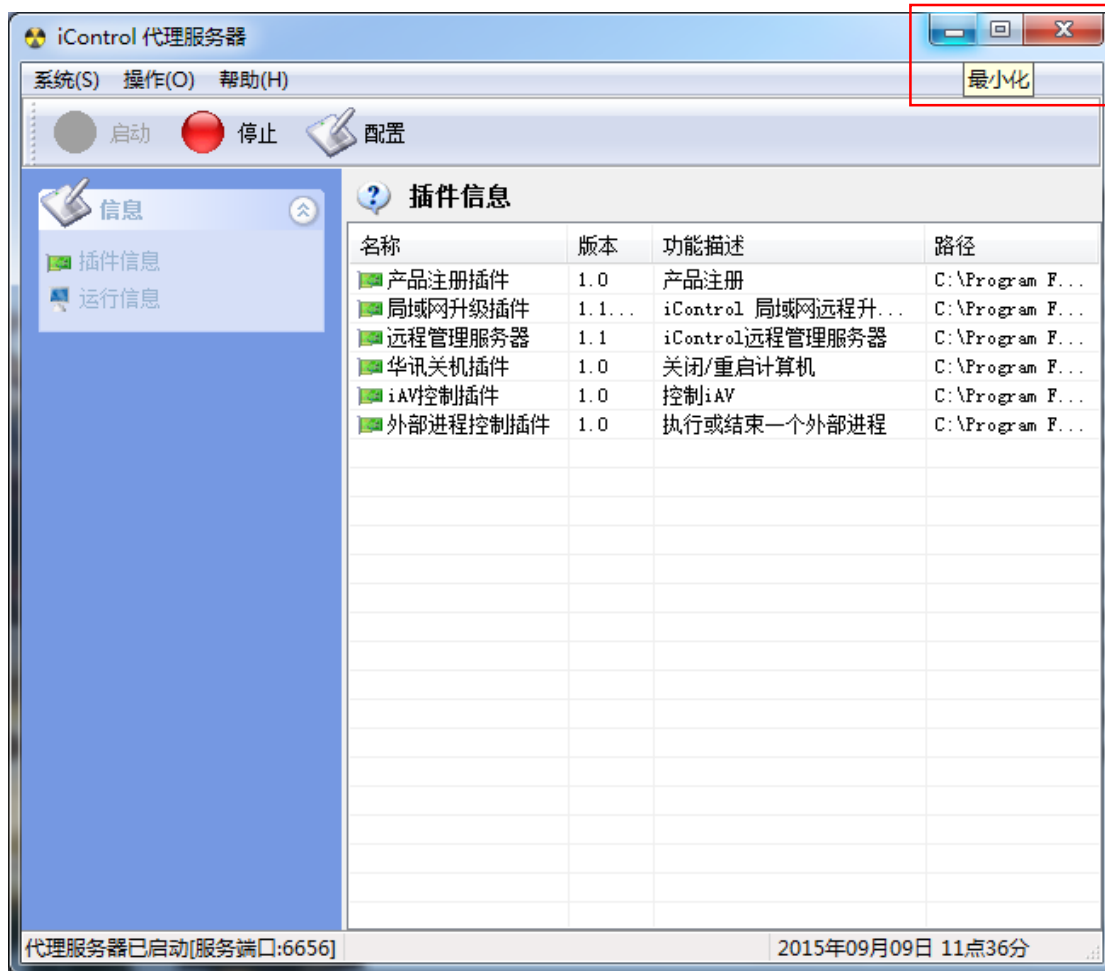 iControl 代理服务器
系统(S) 操作(O) 帮助(H)
最小化
启动 停止 配置
信息
插件信息
运行信息
插件信息
名称 版本 功能描述 路径
产品注册插件 1.0 产品注册 C:\Program F...
局域网升级插件 1.1... iControl 局域网远程升... C:\Program F...
远程管理服务器 1.1 iControl远程管理服务器 C:\Program F...
华讯关机插件 1.0 关闭/重启计算机 C:\Program F...
iAV控制插件 1.0 控制iAV C:\Program F...
外部进程控制插件 1.0 执行或结束一个外部进程 C:\Program F...
代理服务器已启动[服务端口:6656] 2015年09月09日 11点36分